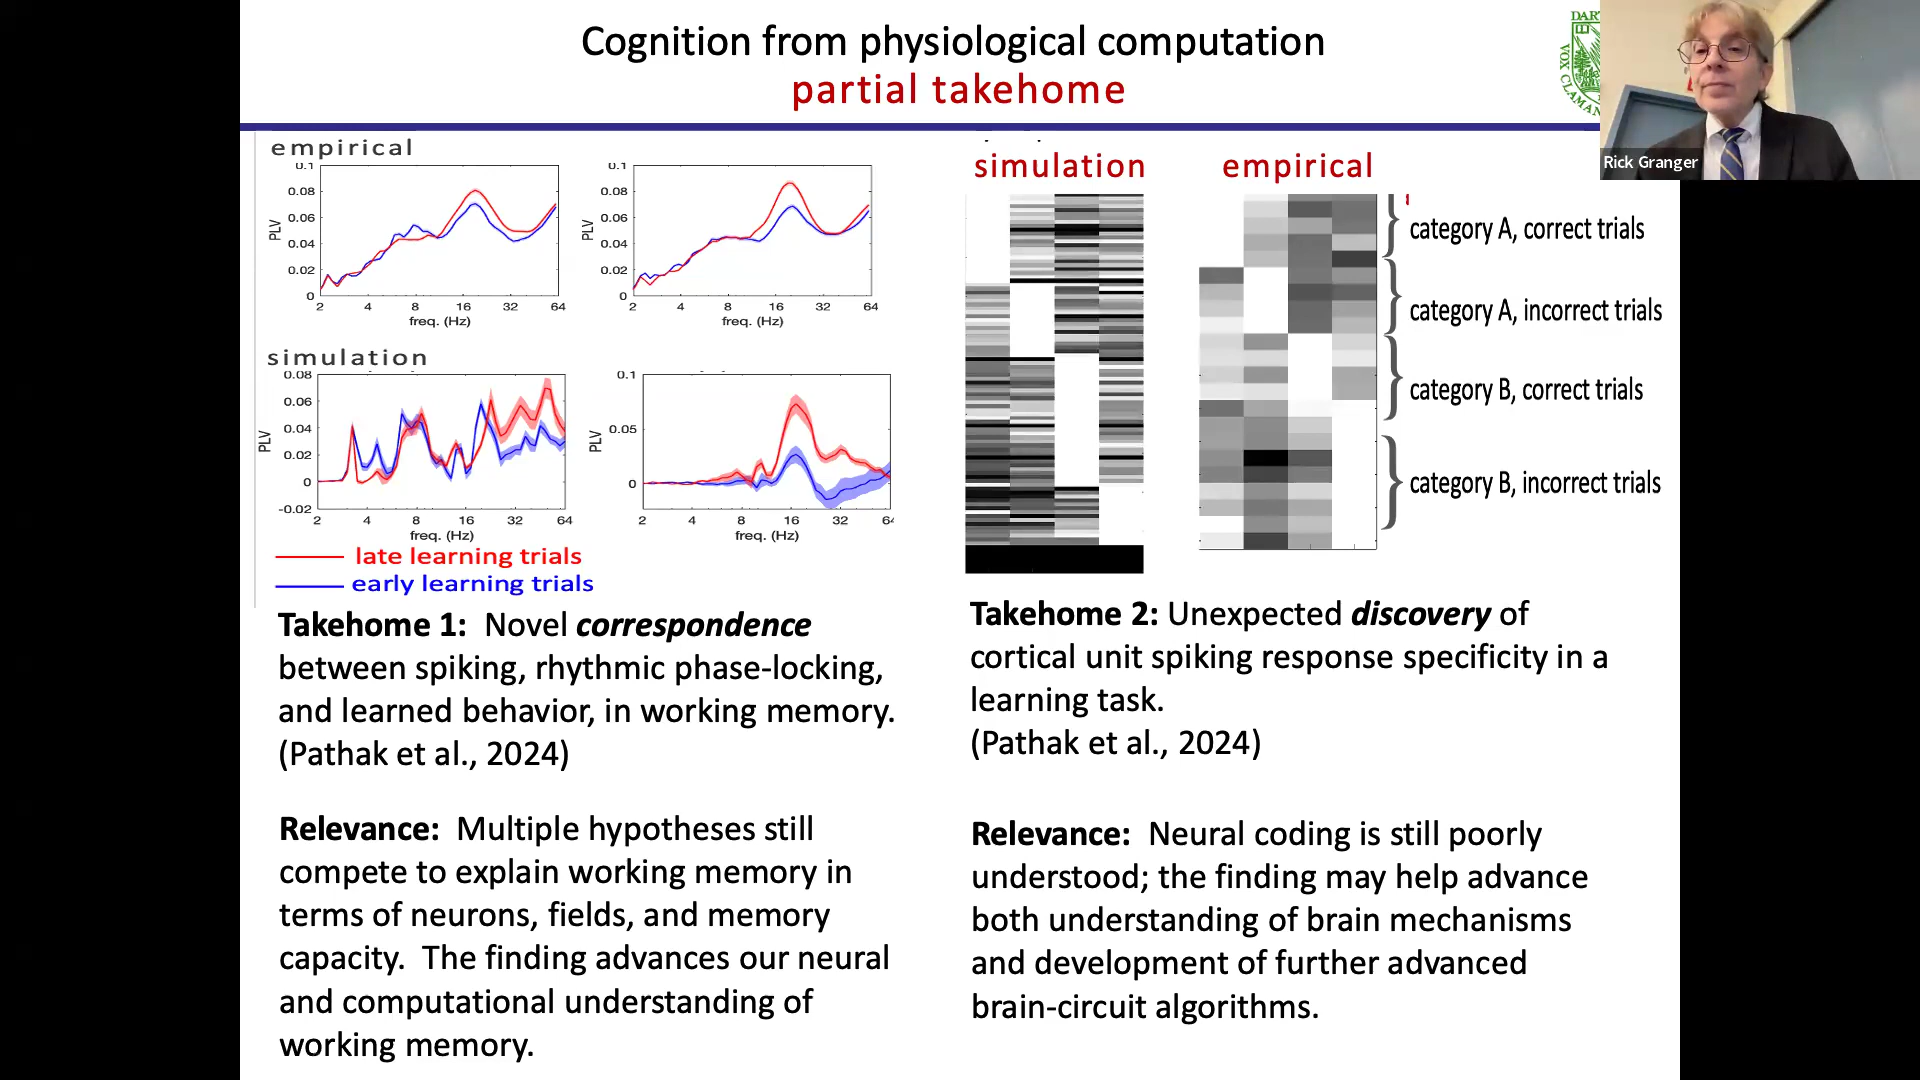 Cognition from physiological computation
partial takehome
DAR
VOX CLAMAN
Rick Granger
empirical
0.1
0.08
0.06
0.04
0.02
0
PLV
2 4 8 16 32 64
freq. (Hz)
0.1
0.08
0.06
0.04
0.02
0
PLV
2 4 8 16 32 64
freq. (Hz)
simulation
0.08
0.06
0.04
0.02
0
-0.02
PLV
2 4 8 16 32 64
freq. (Hz)
0.1
0.05
0
PLV
2 4 8 16 32 64
freq. (Hz)
late learning trials
early learning trials
simulation
empirical
category A, correct trials
category A, incorrect trials
category B, correct trials
category B, incorrect trials
Takehome 1: Novel correspondence
between spiking, rhythmic phase-locking,
and learned behavior, in working memory.
(Pathak et al., 2024)
Relevance: Multiple hypotheses still
compete to explain working memory in
terms of neurons, fields, and memory
capacity. The finding advances our neural
and computational understanding of
working memory.
Takehome 2: Unexpected discovery of
cortical unit spiking response specificity in a
learning task.
(Pathak et al., 2024)
Relevance: Neural coding is still poorly
understood; the finding may help advance
both understanding of brain mechanisms
and development of further advanced
brain-circuit algorithms.